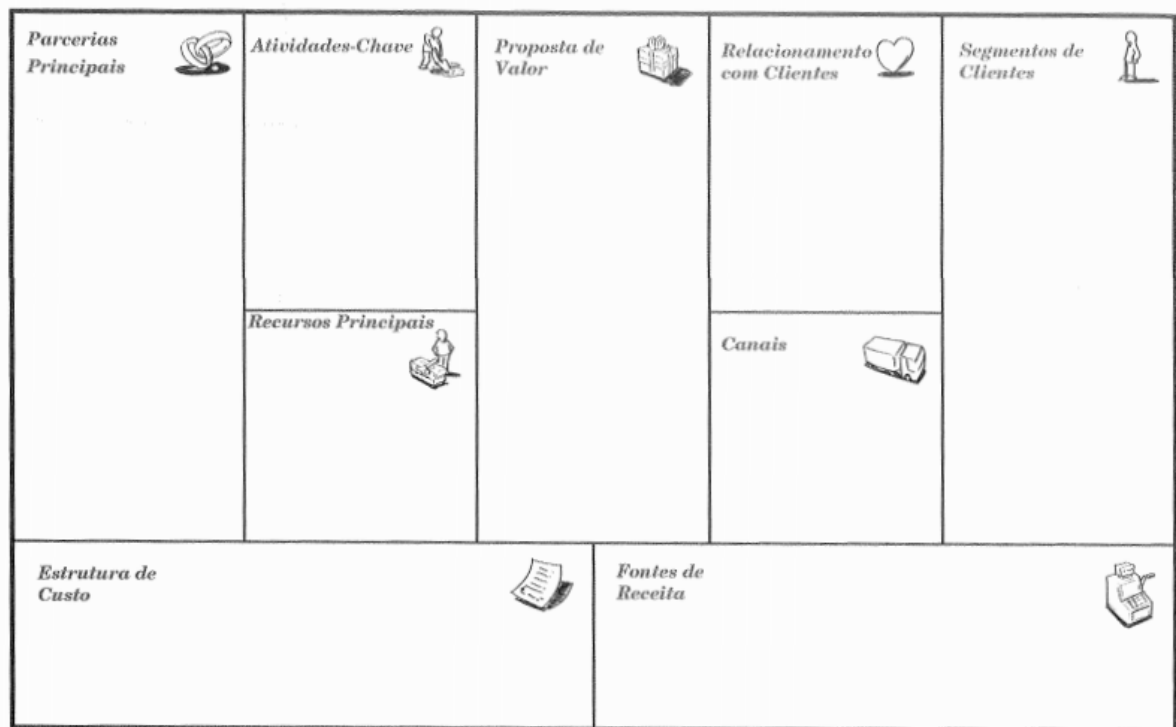 Parcerias
Principais
Atividades-Chave
Proposta de
Valor
Relacionamento
com Clientes
Segmentos de
Clientes
Recursos Principais
Canais
Estrutura de
Custo
Fontes de
Receita